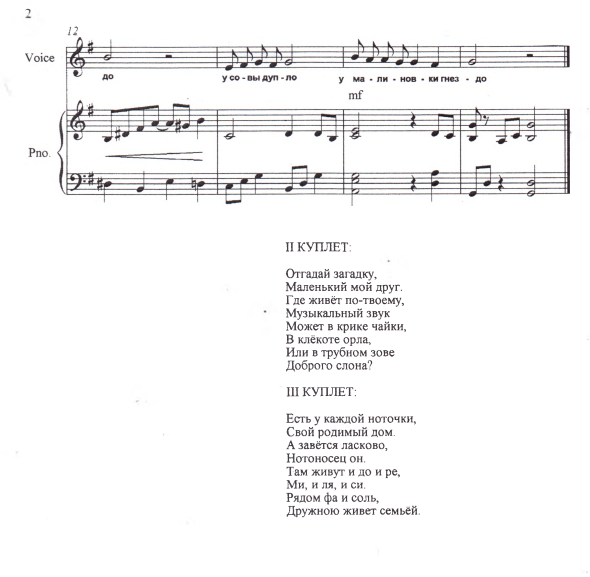 2
12
Voice
до у со - вы дуп - ло у ма - ли - нов - ки гнез - до
mf
Pno.
II КУПЛЕТ:
Отгадай загадку,
Маленький мой друг.
Где живёт по-твоему,
Музыкальный звук
Может в крике чайки,
В клёкоте орла,
Или в трубном зове
Доброго слона?
III КУПЛЕТ:
Есть у каждой ноточки,
Свой родимый дом.
А завётся ласково,
Нотоносец он.
Там живут и до и ре,
Ми, и ля, и си.
Рядом фа и соль,
Дружною живет семьёй.